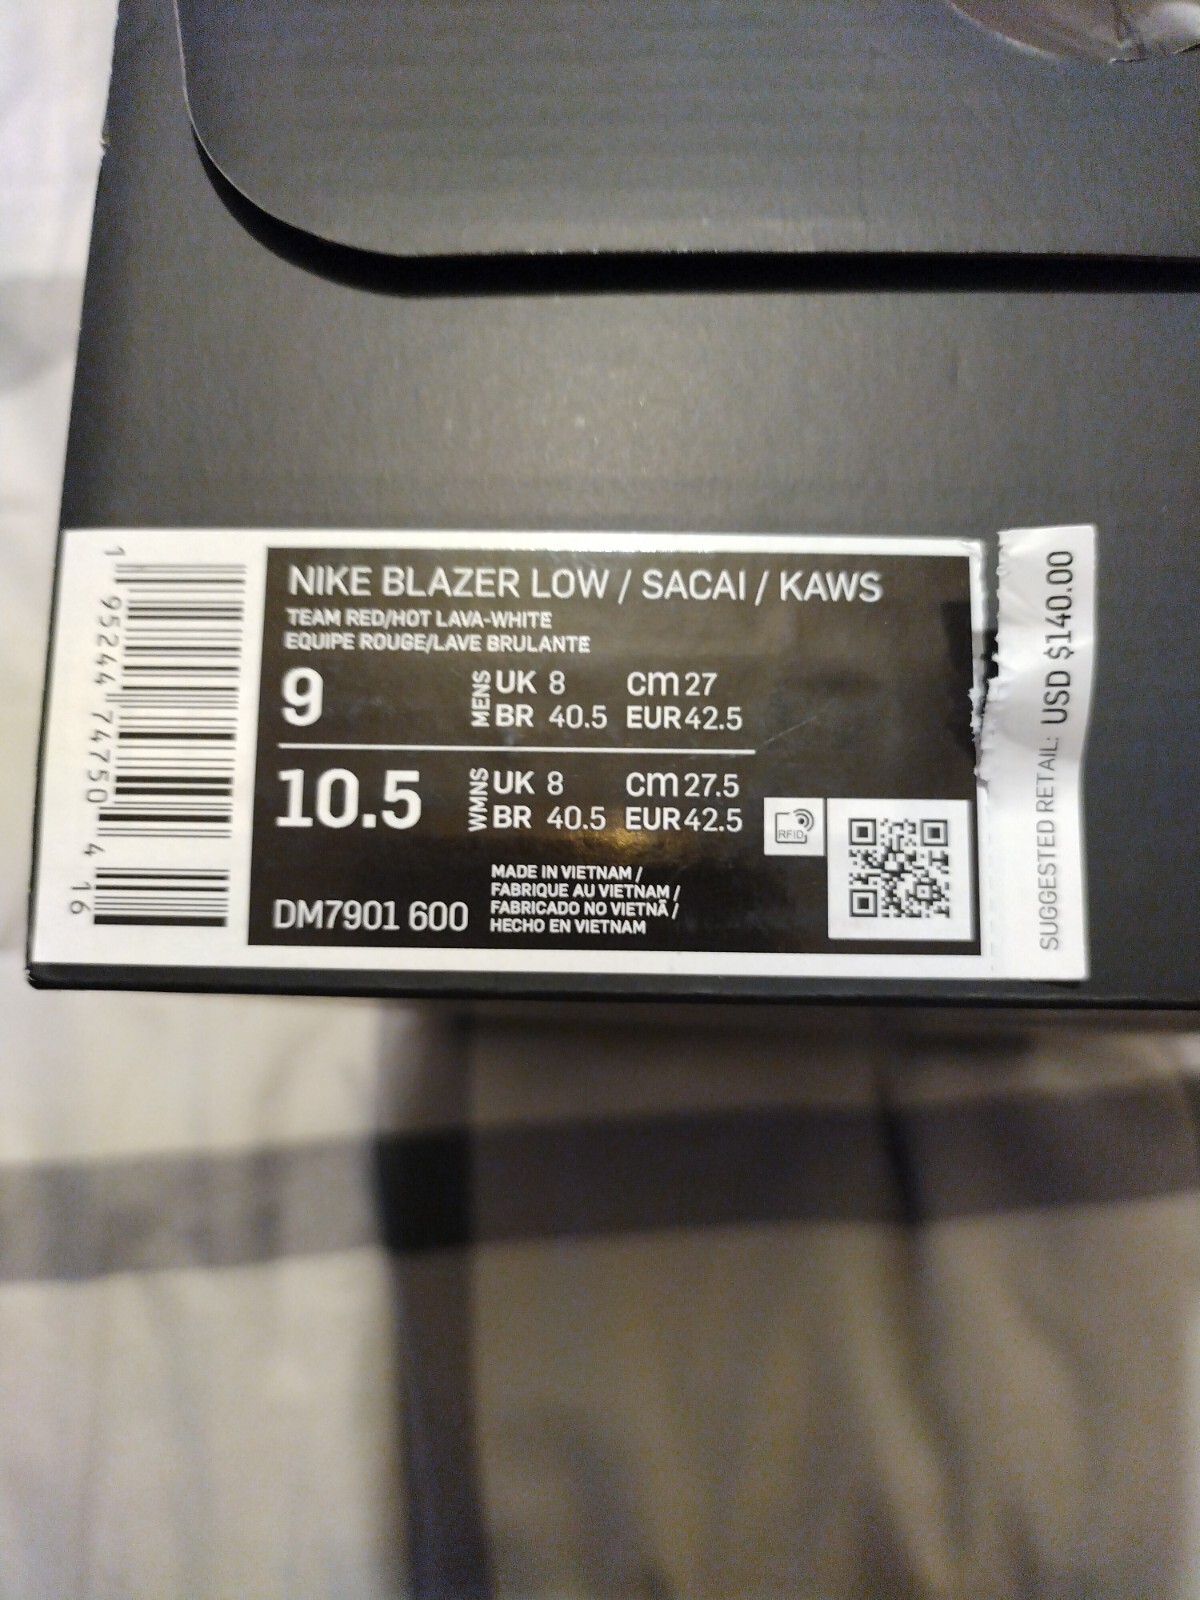 NIKE BLAZER LOW / SACAI / KAWS
TEAM RED/HOT LAVA-WHITE
EQUIPE ROUGE/LAVE BRULANTE
9 MENS UK 8 cm 27
BR 40.5 EUR 42.5
10.5 WMNS UK 8 cm 27.5
BR 40.5 EUR 42.5
RFID
MADE IN VIETNAM /
FABRIQUE AU VIETNAM /
FABRICADO NO VIETNÃ /
HECHO EN VIETNAM
DM7901 600
1 95244 74750 4 16
SUGGESTED RETAIL: USD $140.00